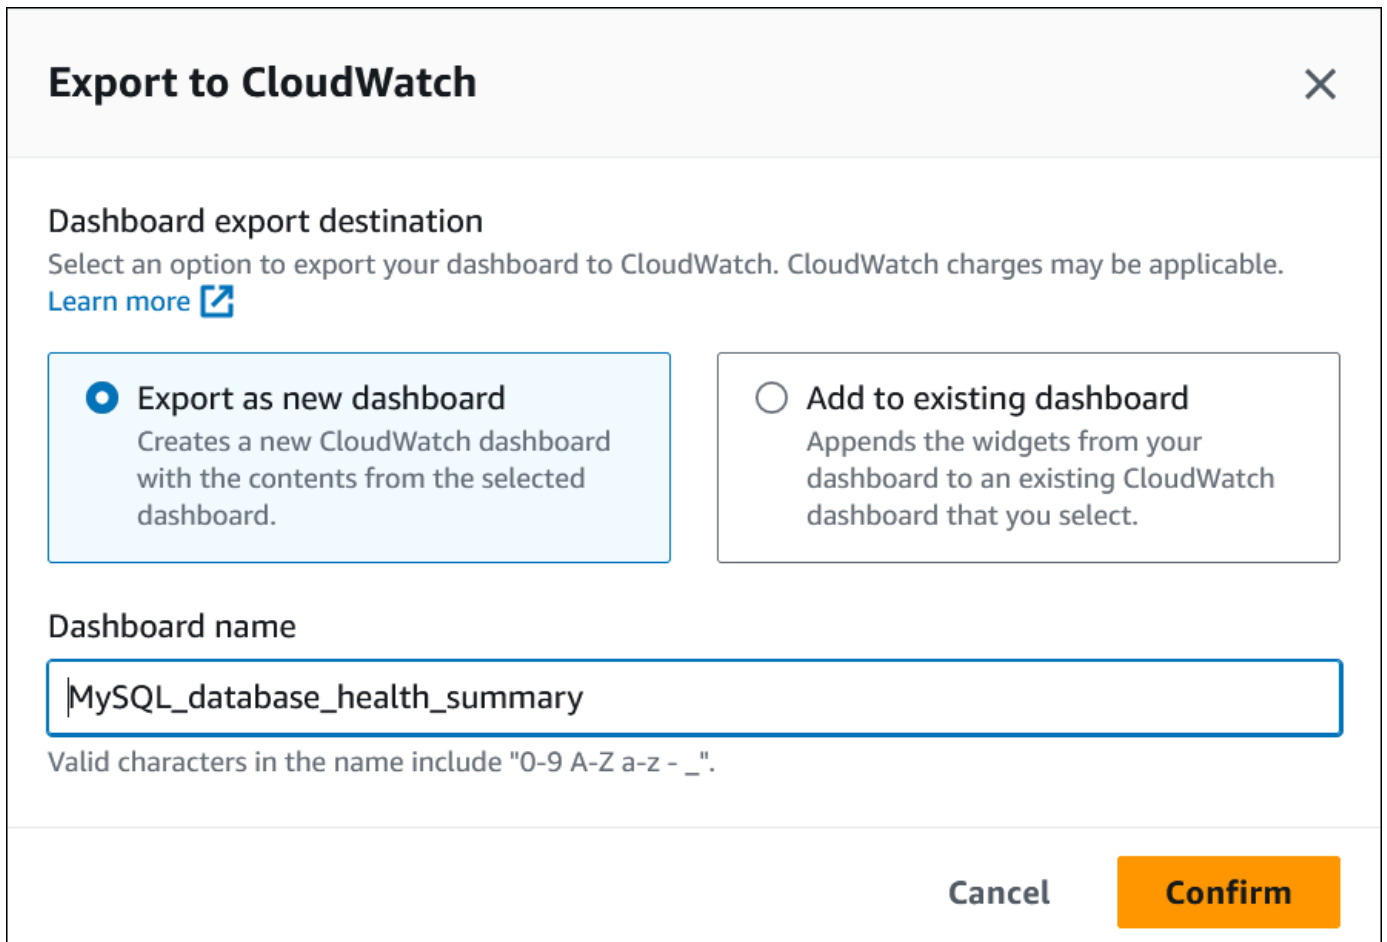 Export to CloudWatch
Dashboard export destination
Select an option to export your dashboard to CloudWatch. CloudWatch charges may be applicable.
Learn more
Export as new dashboard
Creates a new CloudWatch dashboard
with the contents from the selected
dashboard.
Add to existing dashboard
Appends the widgets from your
dashboard to an existing CloudWatch
dashboard that you select.
Dashboard name
MySQL_database_health_summary
Valid characters in the name include "0-9 A-Z a-z - _".
Cancel
Confirm